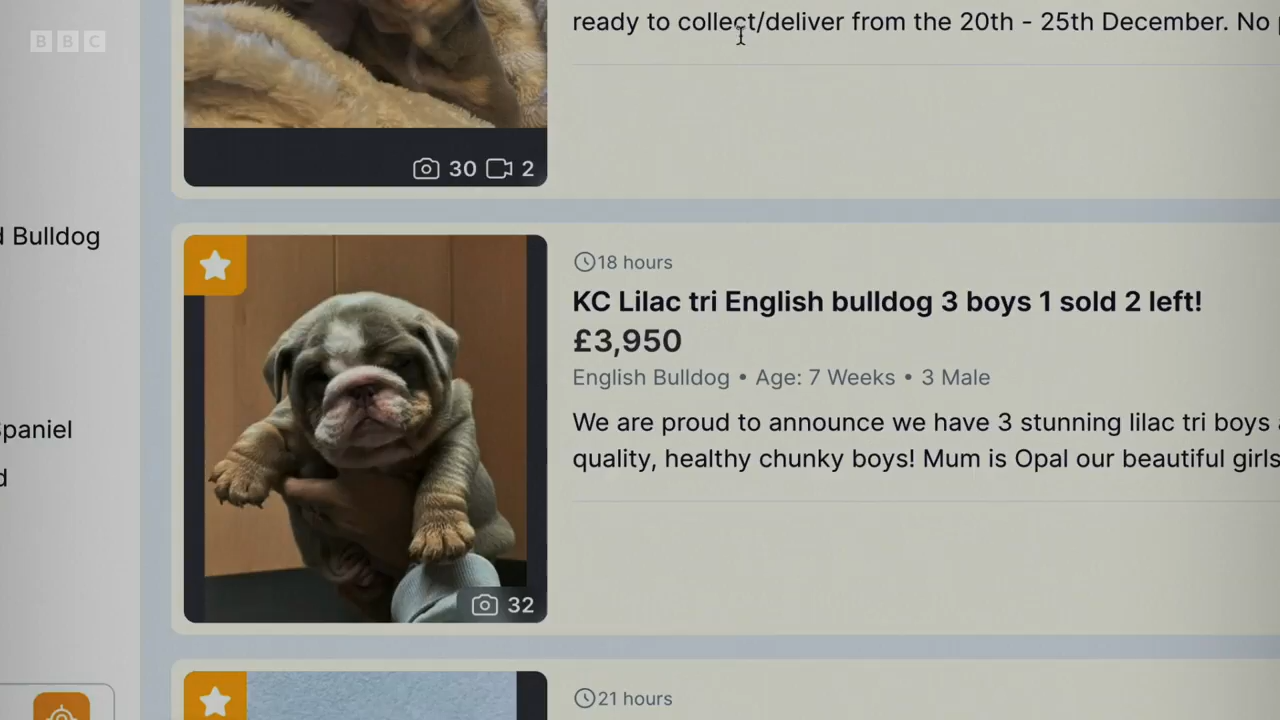 BBC
ready to collect/deliver from the 20th - 25th December. No
30 2
d Bulldog
18 hours
KC Lilac tri English bulldog 3 boys 1 sold 2 left!
£3,950
English Bulldog • Age: 7 Weeks • 3 Male
We are proud to announce we have 3 stunning lilac tri boys
Spaniel
quality, healthy chunky boys! Mum is Opal our beautiful girls
d
32
21 hours